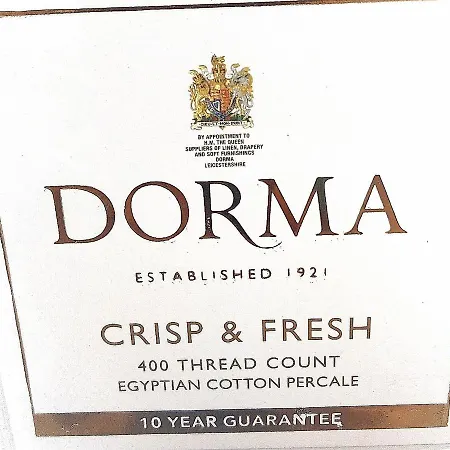 BY APPOINTMENT TO
H.M. THE QUEEN
SUPPLIERS OF LINEN, DRAPERY
AND SOFT FURNISHINGS
DORMA
LEICESTERSHIRE
DORMA
ESTABLISHED 1921
CRISP & FRESH
400 THREAD COUNT
EGYPTIAN COTTON PERCALE
10 YEAR GUARANTEE